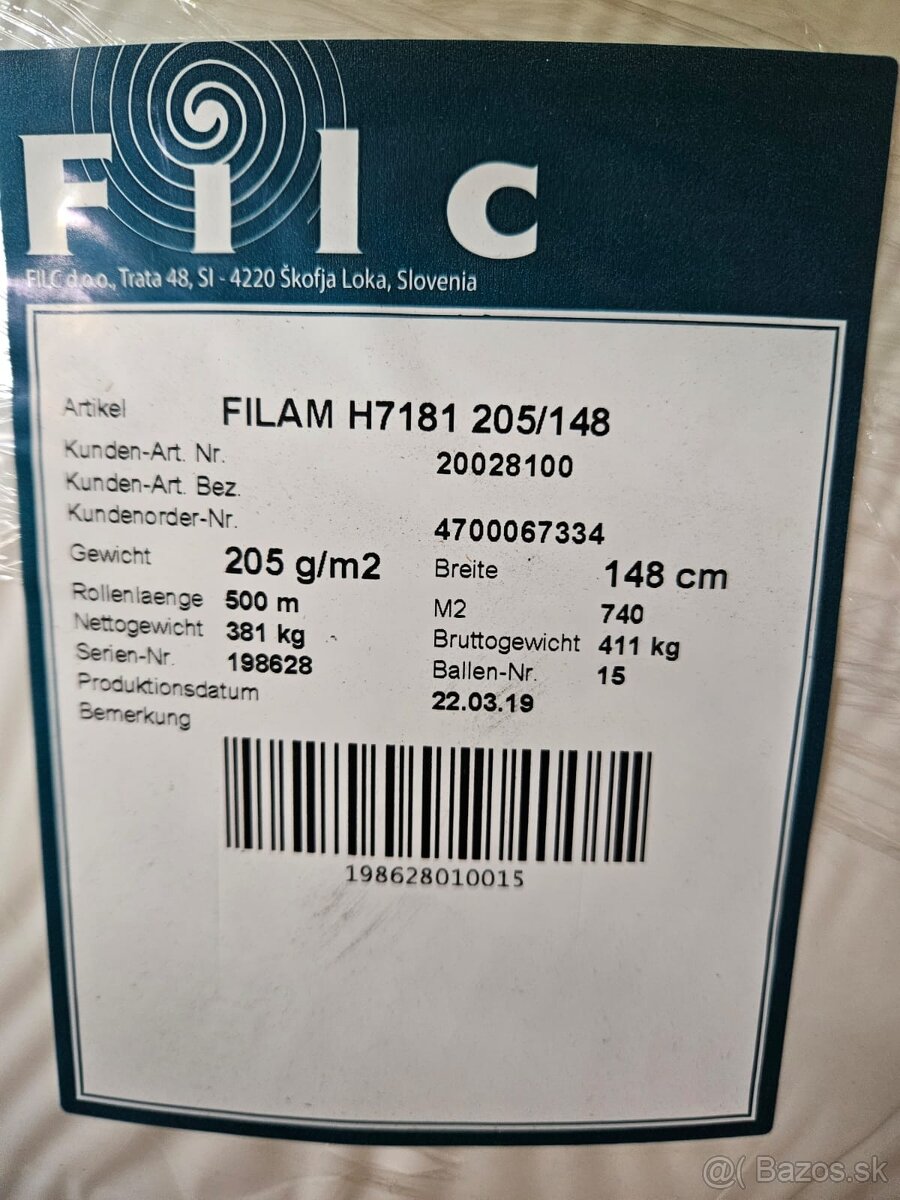 Filc
FILC d.o.o., Trata 48, SI - 4220 Škofja Loka, Slovenia
Artikel FILAM H7181 205/148
Kunden-Art. Nr. 20028100
Kunden-Art. Bez.
Kundenorder-Nr. 4700067334
Gewicht 205 g/m2 Breite 148 cm
Rollenlaenge 500 m M2 740
Nettogewicht 381 kg Bruttogewicht 411 kg
Serien-Nr. 198628 Ballen-Nr. 15
Produktionsdatum 22.03.19
Bemerkung
198628010015
@( Bazos.sk